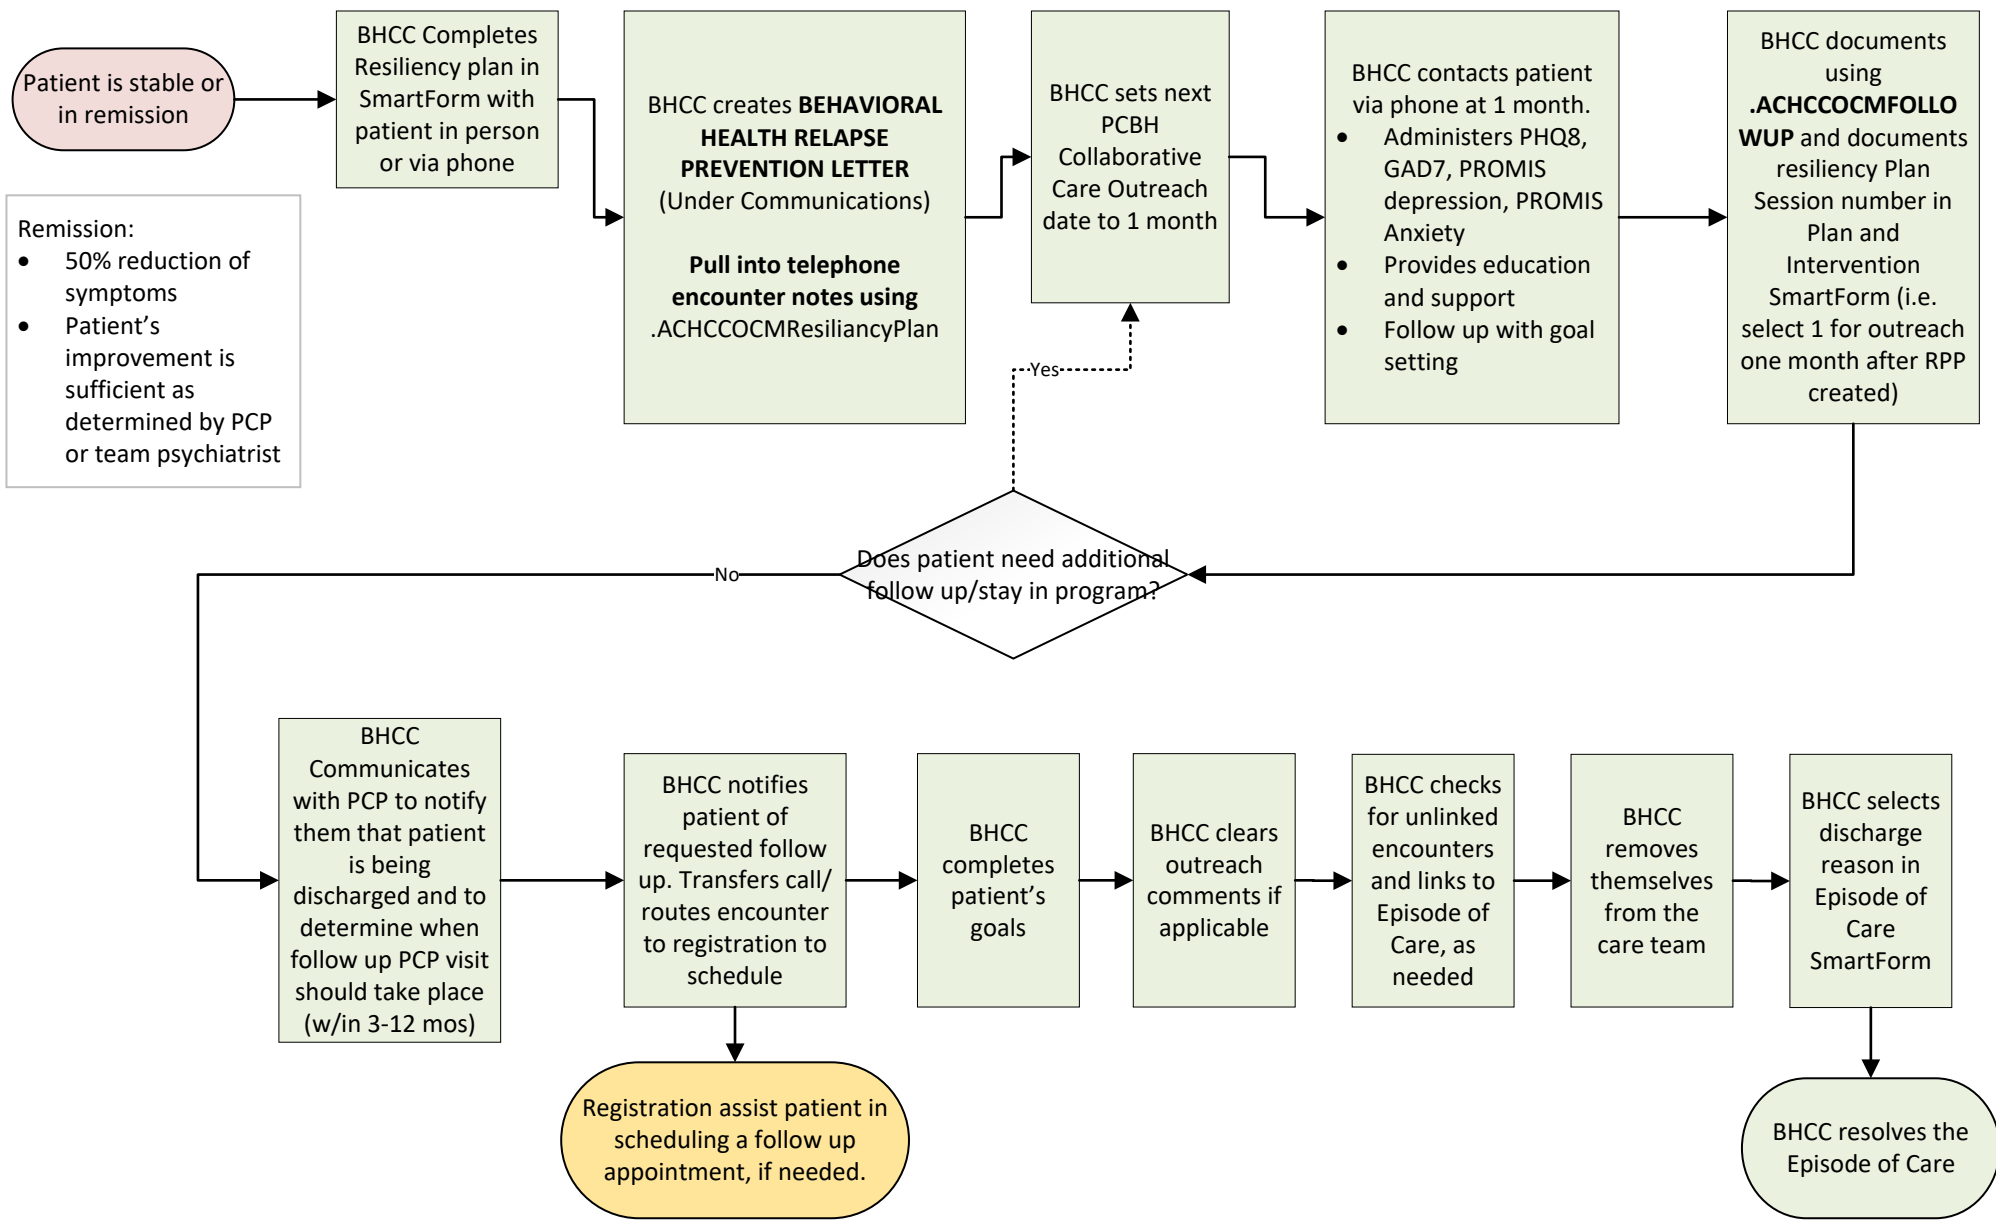 Patient is stable or
in remission
BHCC Completes
Resiliency plan in
SmartForm with
patient in person
or via phone
BHCC creates BEHAVIORAL
HEALTH RELAPSE
PREVENTION LETTER
(Under Communications)
Pull into telephone
encounter notes using
.ACHCCOCMResiliancyPlan
BHCC sets next
PCBH
Collaborative
Care Outreach
date to 1 month
BHCC contacts patient
via phone at 1 month.
• Administers PHQ8,
GAD7, PROMIS
depression, PROMIS
Anxiety
• Provides education
and support
• Follow up with goal
setting
BHCC documents
using
.ACHCCOCMFOLLO
WUP and documents
resiliency Plan
Session number in
Plan and
Intervention
SmartForm (i.e.
select 1 for outreach
one month after RPP
created)
Remission:
• 50% reduction of
symptoms
• Patient’s
improvement is
sufficient as
determined by PCP
or team psychiatrist
Yes
Does patient need additional
follow up/stay in program?
No
BHCC
Communicates
with PCP to notify
them that patient
is being
discharged and to
determine when
follow up PCP visit
should take place
(w/in 3-12 mos)
BHCC notifies
patient of
requested follow
up. Transfers call/
routes encounter
to registration to
schedule
BHCC
completes
patient’s
goals
BHCC clears
outreach
comments if
applicable
BHCC checks
for unlinked
encounters
and links to
Episode of
Care, as
needed
BHCC
removes
themselves
from the
care team
BHCC selects
discharge
reason in
Episode of
Care
SmartForm
Registration assist patient in
scheduling a follow up
appointment, if needed.
BHCC resolves the
Episode of Care